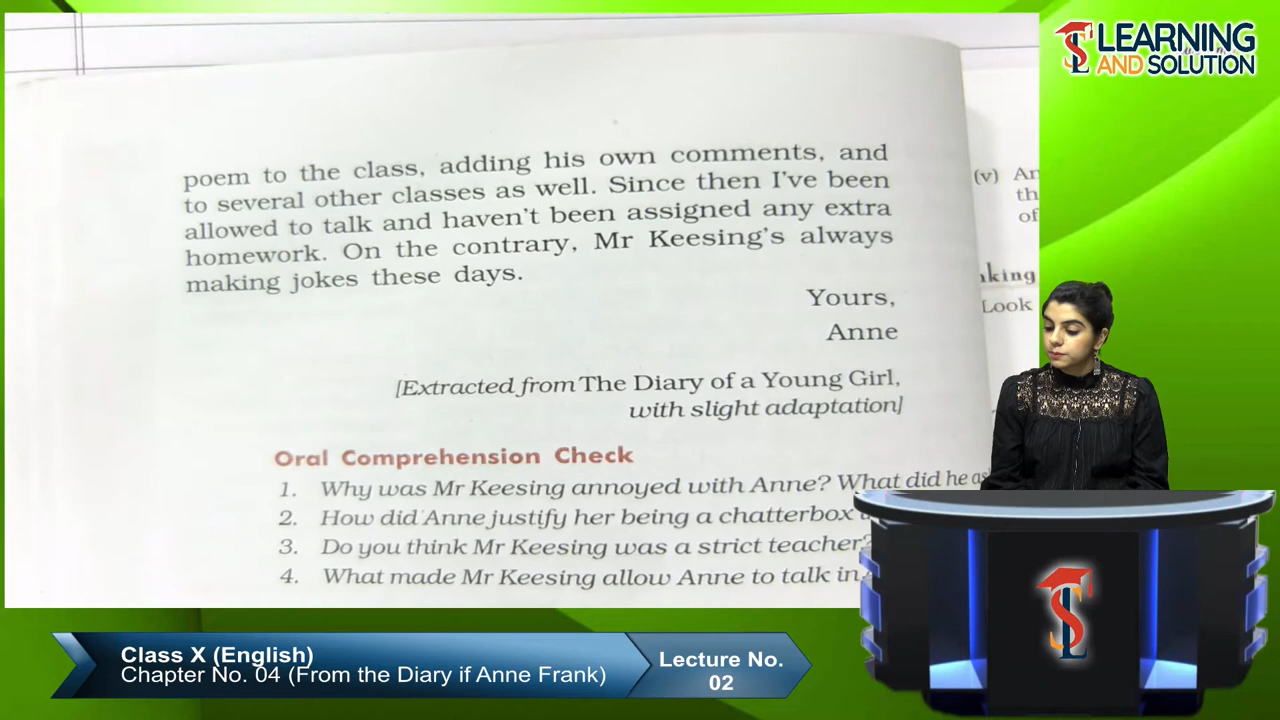 LEARNING
AND SOLUTION
poem to the class, adding his own comments, and
to several other classes as well. Since then I've been
allowed to talk and haven't been assigned any extra
homework. On the contrary, Mr Keesing's always
making jokes these days.
Yours,
Anne
[Extracted from The Diary of a Young Girl,
with slight adaptation]
Oral Comprehension Check
1. Why was Mr Keesing annoyed with Anne? What did he
2. How did Anne justify her being a chatterbox
3. Do you think Mr Keesing was a strict teacher?
4. What made Mr Keesing allow Anne to talk in
(v)
Look
Class X (English)
Chapter No. 04 (From the Diary if Anne Frank)
Lecture No.
02